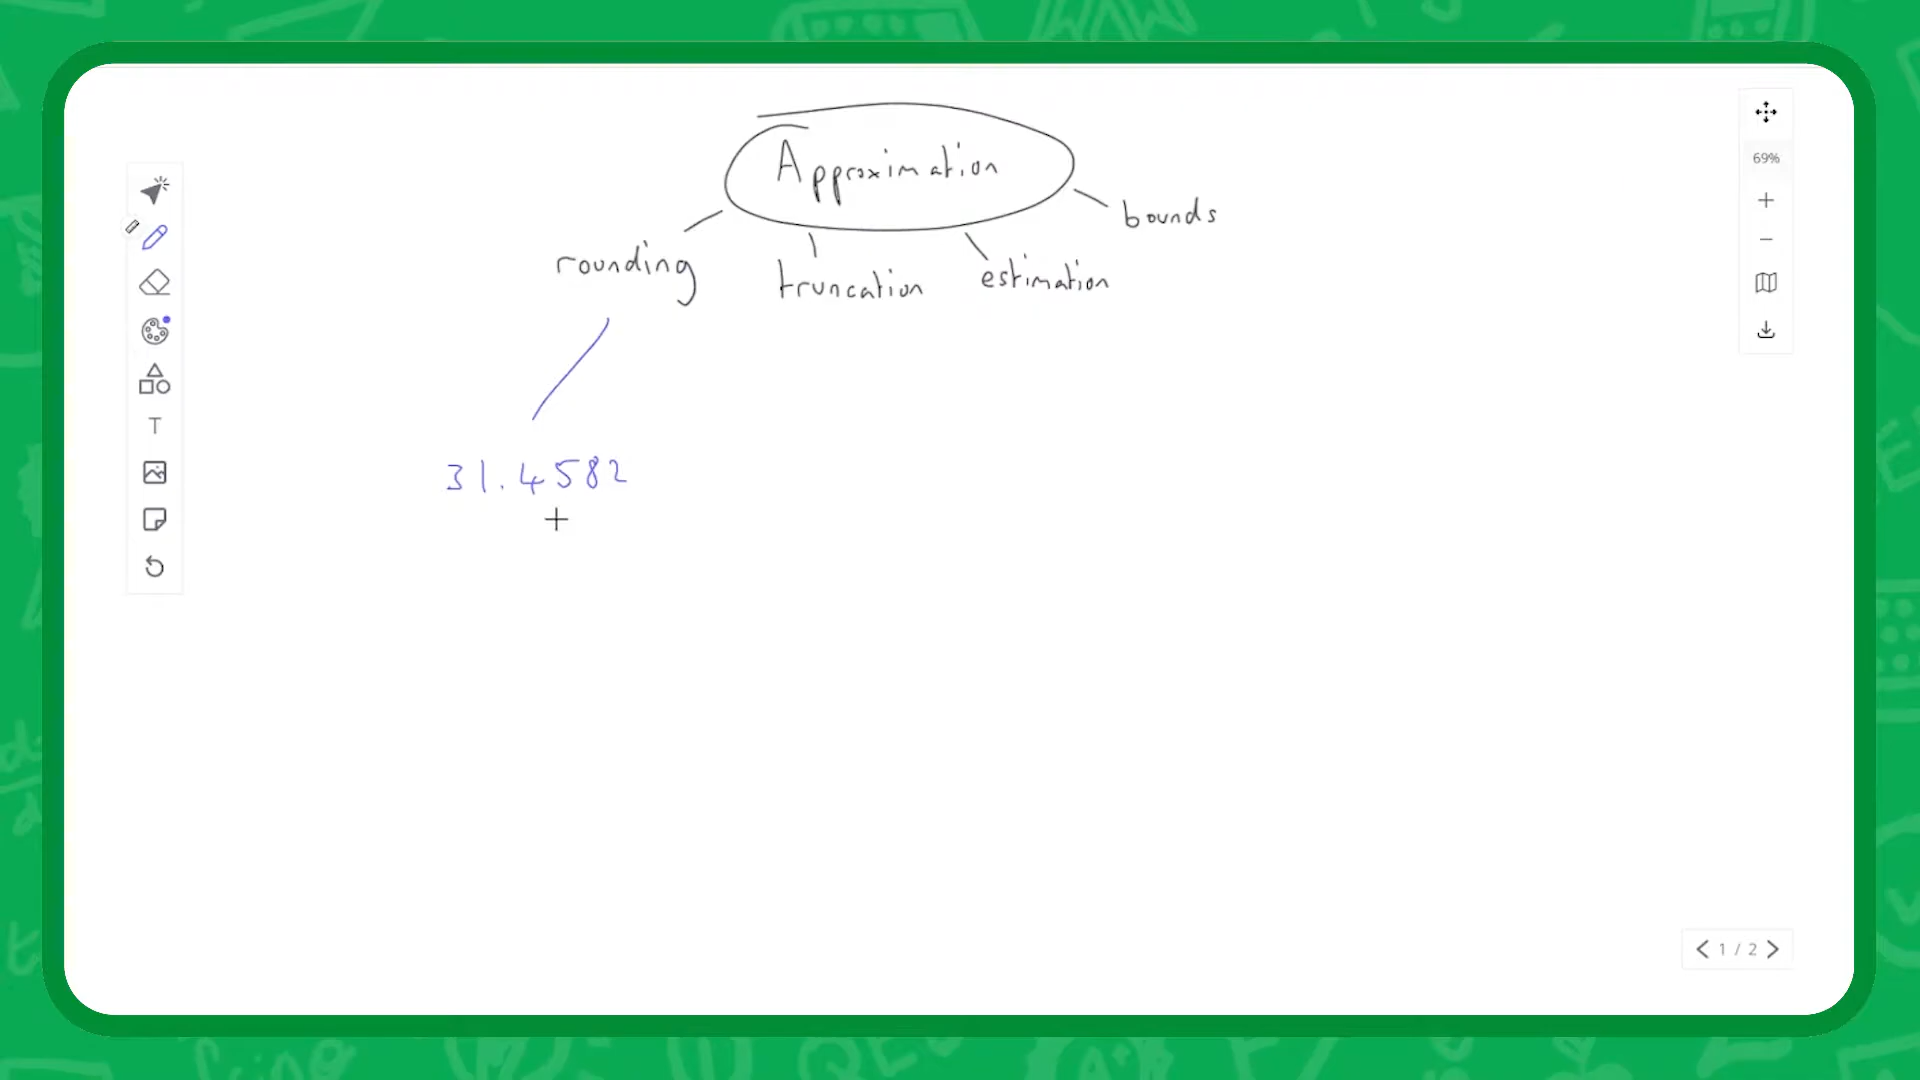 Approximation
bounds
rounding
truncation
estimation
31.4582
69%
T
1 / 2